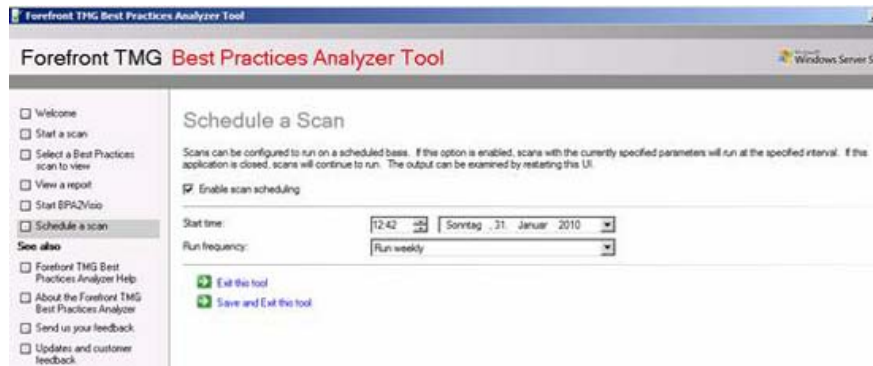 Forefront TMG Best Practices Analyzer Tool
Forefront TMG Best Practices Analyzer Tool
Windows Server S
Welcome
Start a scan
Select a Best Practices
scan to view
View a report
Start BPA2Visio
Schedule a scan
See also
Forefront TMG Best
Practices Analyzer Help
About the Forefront TMG
Best Practices Analyzer
Send us your feedback
Updates and customer
feedback
Schedule a Scan
Scans can be configured to run on a scheduled basis. If this option is enabled, scans with the currently specified parameters will run at the specified interval. If this
application is closed, scans will continue to run. The output can be examined by restarting this UI.
Enable scan scheduling
Start time: 12:42 Sonntag , 31. Januar 2010
Run frequency: Run weekly
Exit this tool
Save and Exit this tool